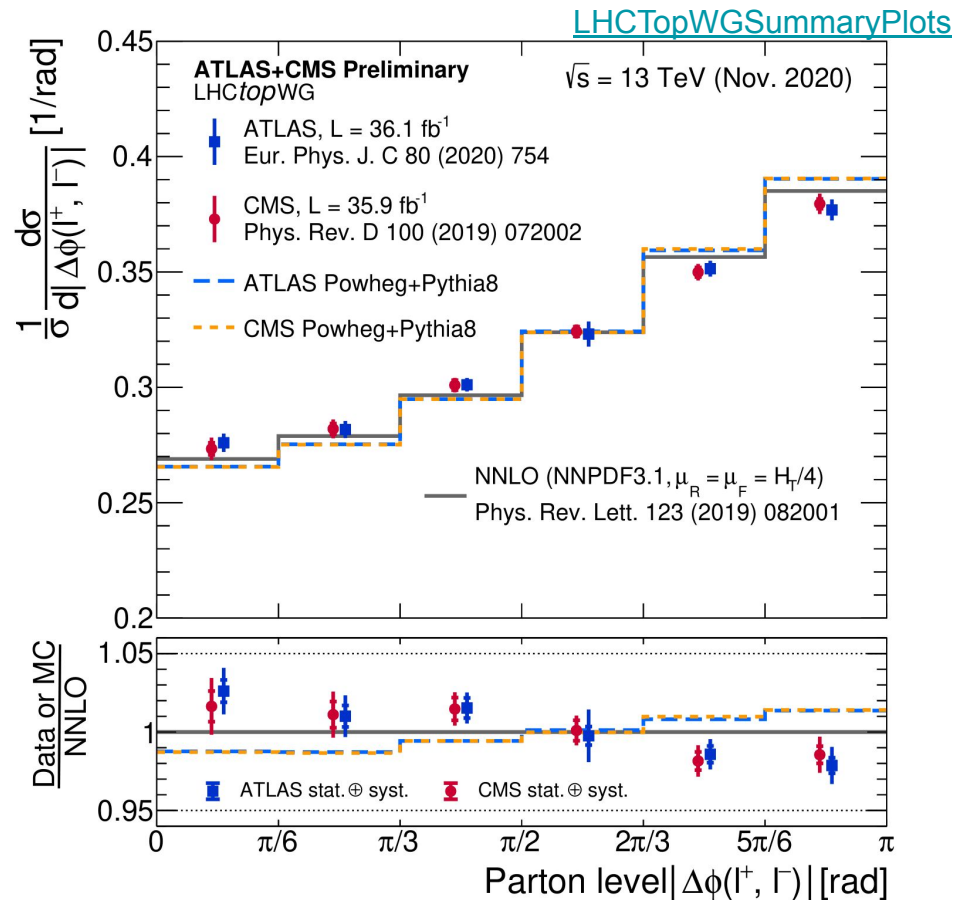 LHCTopWGSummaryPlots
ATLAS+CMS Preliminary
LHCtopWG
√s = 13 TeV (Nov. 2020)
ATLAS, L = 36.1 fb⁻¹
Eur. Phys. J. C 80 (2020) 754
CMS, L = 35.9 fb⁻¹
Phys. Rev. D 100 (2019) 072002
ATLAS Powheg+Pythia8
CMS Powheg+Pythia8
NNLO (NNPDF3.1, μ_R = μ_F = H_T/4)
Phys. Rev. Lett. 123 (2019) 082001
1/σ dσ/d|Δϕ(l⁺, l⁻)| [1/rad]
0.45
0.4
0.35
0.3
0.25
0.2
Data or MC
NNLO
1.05
1
0.95
ATLAS stat. ⊕ syst.
CMS stat. ⊕ syst.
0 π/6 π/3 π/2 2π/3 5π/6 π
Parton level|Δϕ(l⁺, l⁻)| [rad]